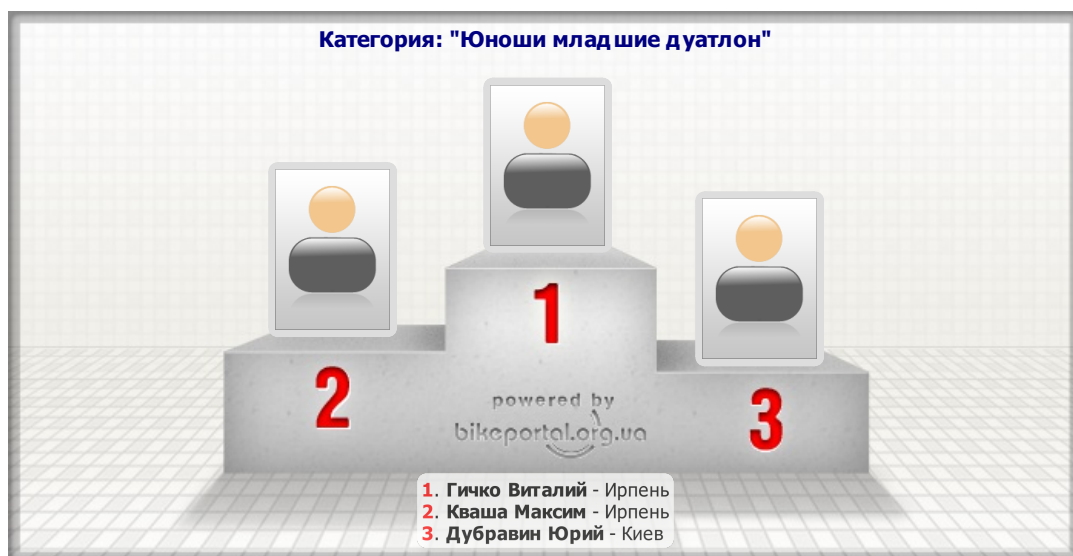 Категория: "Юноши младшие дуатлон"
1
2
3
powered by
bikeportal.org.ua
1. Гичко Виталий - Ирпень
2. Кваша Максим - Ирпень
3. Дубравин Юрий - Киев